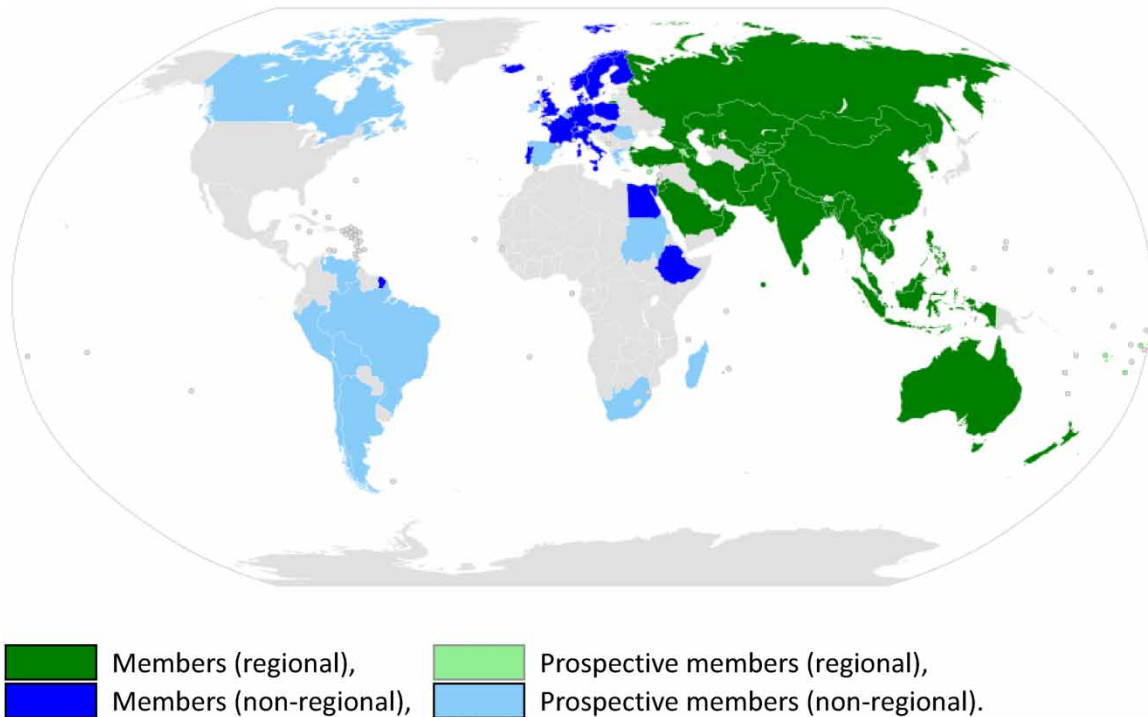 Members (regional), Prospective members (regional),
Members (non-regional), Prospective members (non-regional).